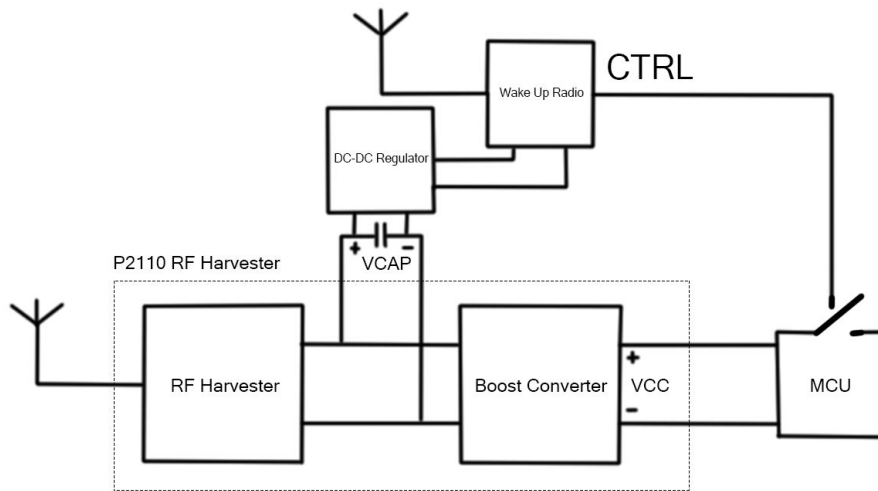 CTRL
Wake Up Radio
DC-DC Regulator
+ −
VCAP
P2110 RF Harvester
RF Harvester
Boost Converter
+
VCC
−
MCU